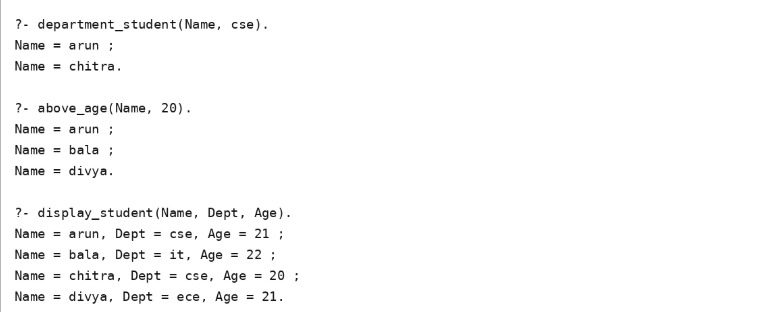 ?- department_student(Name, cse).
Name = arun ;
Name = chitra.

?- above_age(Name, 20).
Name = arun ;
Name = bala ;
Name = divya.

?- display_student(Name, Dept, Age).
Name = arun, Dept = cse, Age = 21 ;
Name = bala, Dept = it, Age = 22 ;
Name = chitra, Dept = cse, Age = 20 ;
Name = divya, Dept = ece, Age = 21.